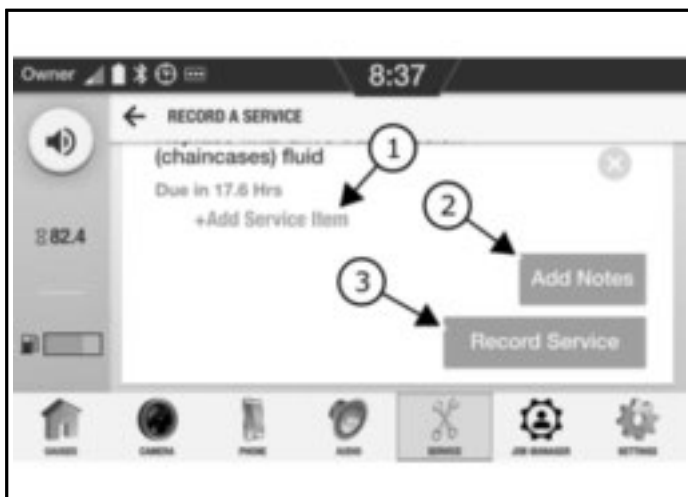 Owner 8:37
← RECORD A SERVICE
(chaincases) fluid
1
Due in 17.6 Hrs
+Add Service Item
2
82.4
Add Notes
3
Record Service
GAUGES CAMERA PHONE AUDIO SERVICE JOB MANAGER SETTINGS